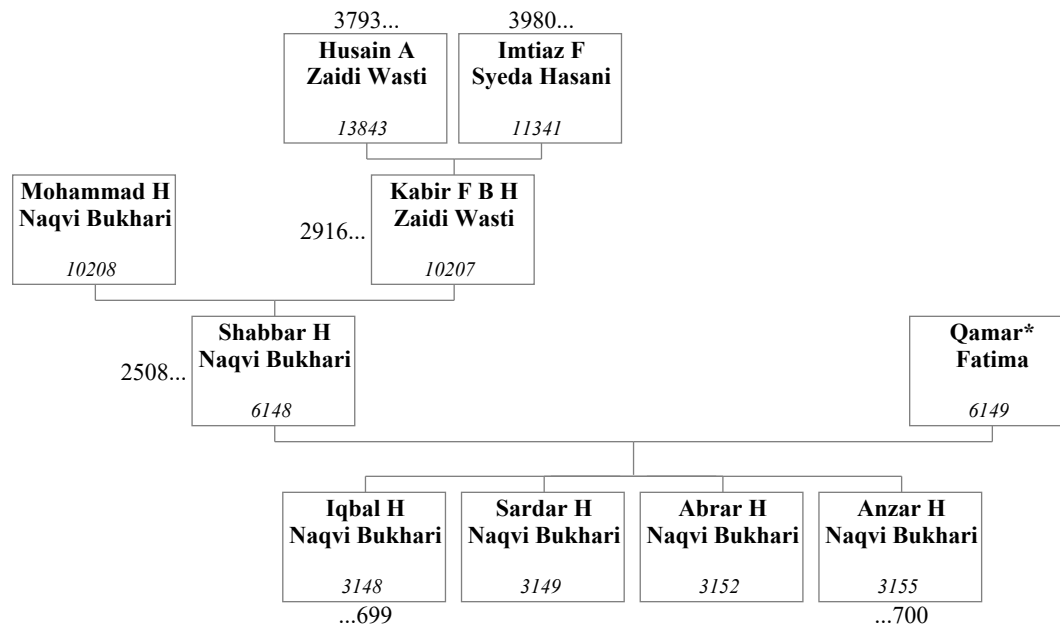 3793...
3980...
Husain A
Zaidi Wasti
13843
Imtiaz F
Syeda Hasani
11341
Mohammad H
Naqvi Bukhari
10208
2916...
Kabir F B H
Zaidi Wasti
10207
2508...
Shabbar H
Naqvi Bukhari
6148
Qamar*
Fatima
6149
Iqbal H
Naqvi Bukhari
3148
Sardar H
Naqvi Bukhari
3149
Abrar H
Naqvi Bukhari
3152
Anzar H
Naqvi Bukhari
3155
...699
...700